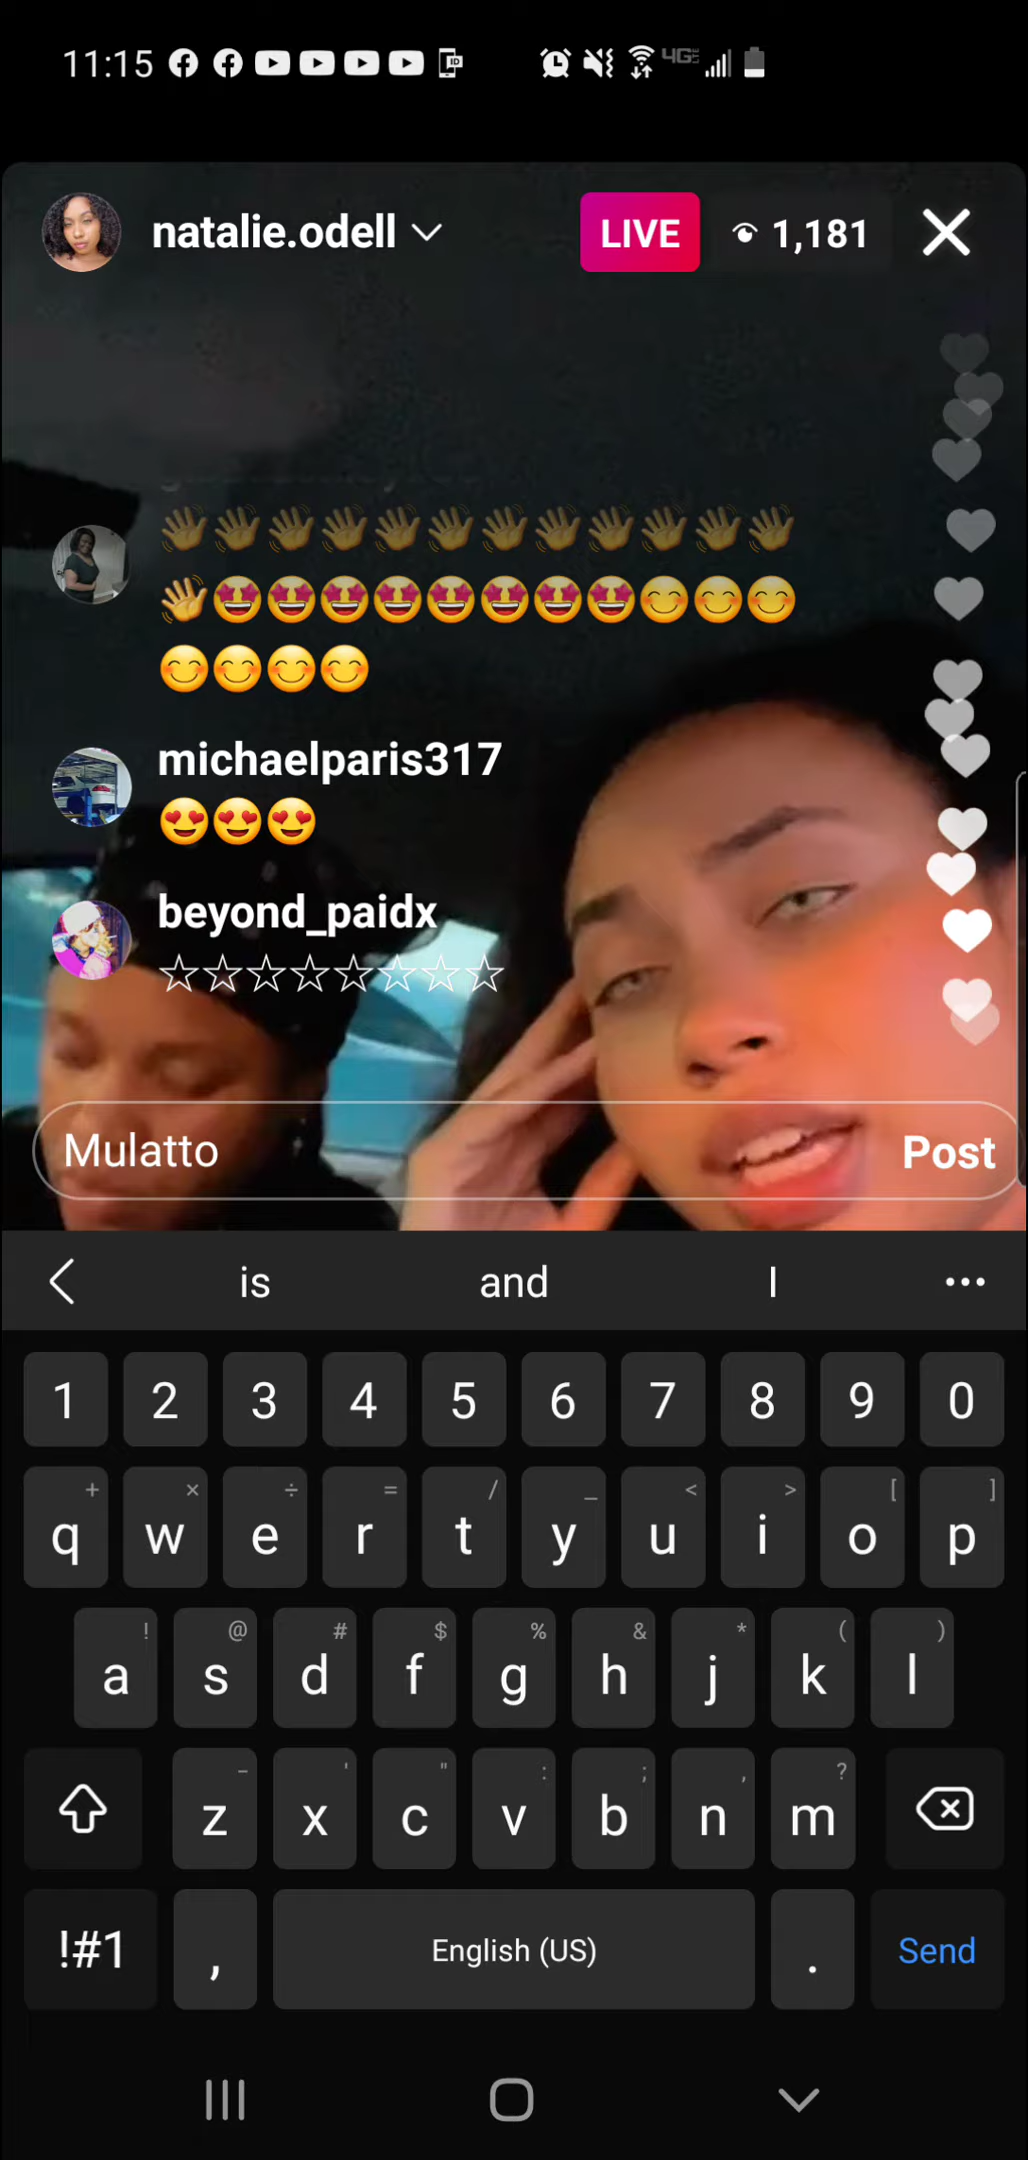 11:15 4G
natalie.odell LIVE 1,181
michaelparis317
beyond_paidx
☆☆☆☆☆☆☆☆
Mulatto Post
is and I
1 2 3 4 5 6 7 8 9 0
+ × ÷ = / _ < > [ ]
q w e r t y u i o p
! @ # $ % & * ( )
a s d f g h j k l
- ' " : ; , ?
z x c v b n m
!#1 , English (US) . Send